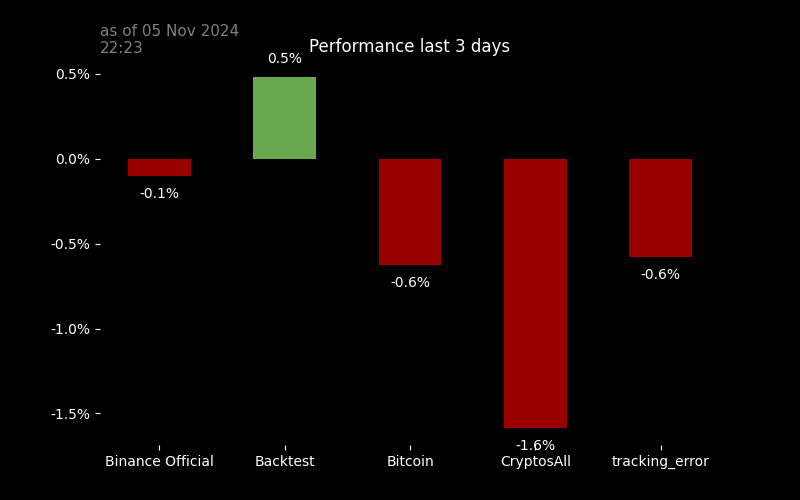 as of 05 Nov 2024
22:23
Performance last 3 days
0.5%
0.5%
0.0%
-0.1%
-0.5%
-0.6%
-0.6%
-1.0%
-1.5%
-1.6%
Binance Official
Backtest
Bitcoin
CryptosAll
tracking_error